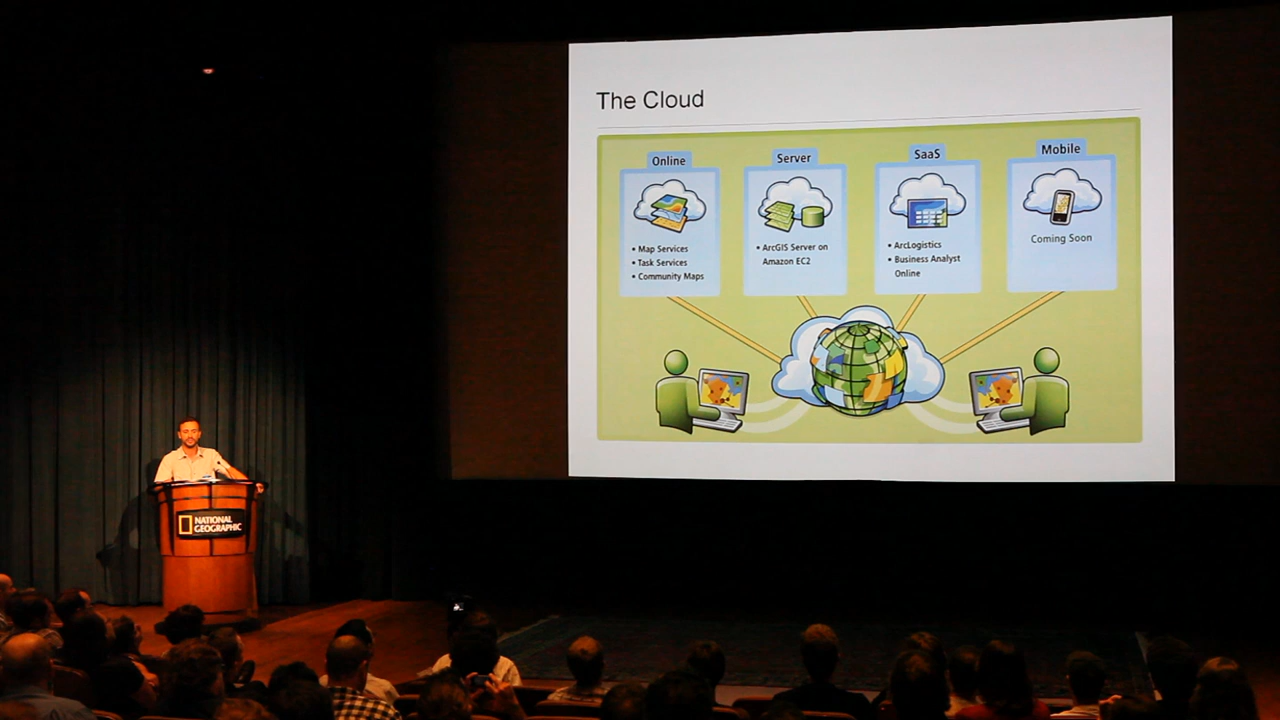 The Cloud
Online
Server
SaaS
Mobile
• Map Services
• Task Services
• Community Maps
• ArcGIS Server on
Amazon EC2
• ArcLogistics
• Business Analyst
Online
Coming Soon
NATIONAL
GEOGRAPHIC